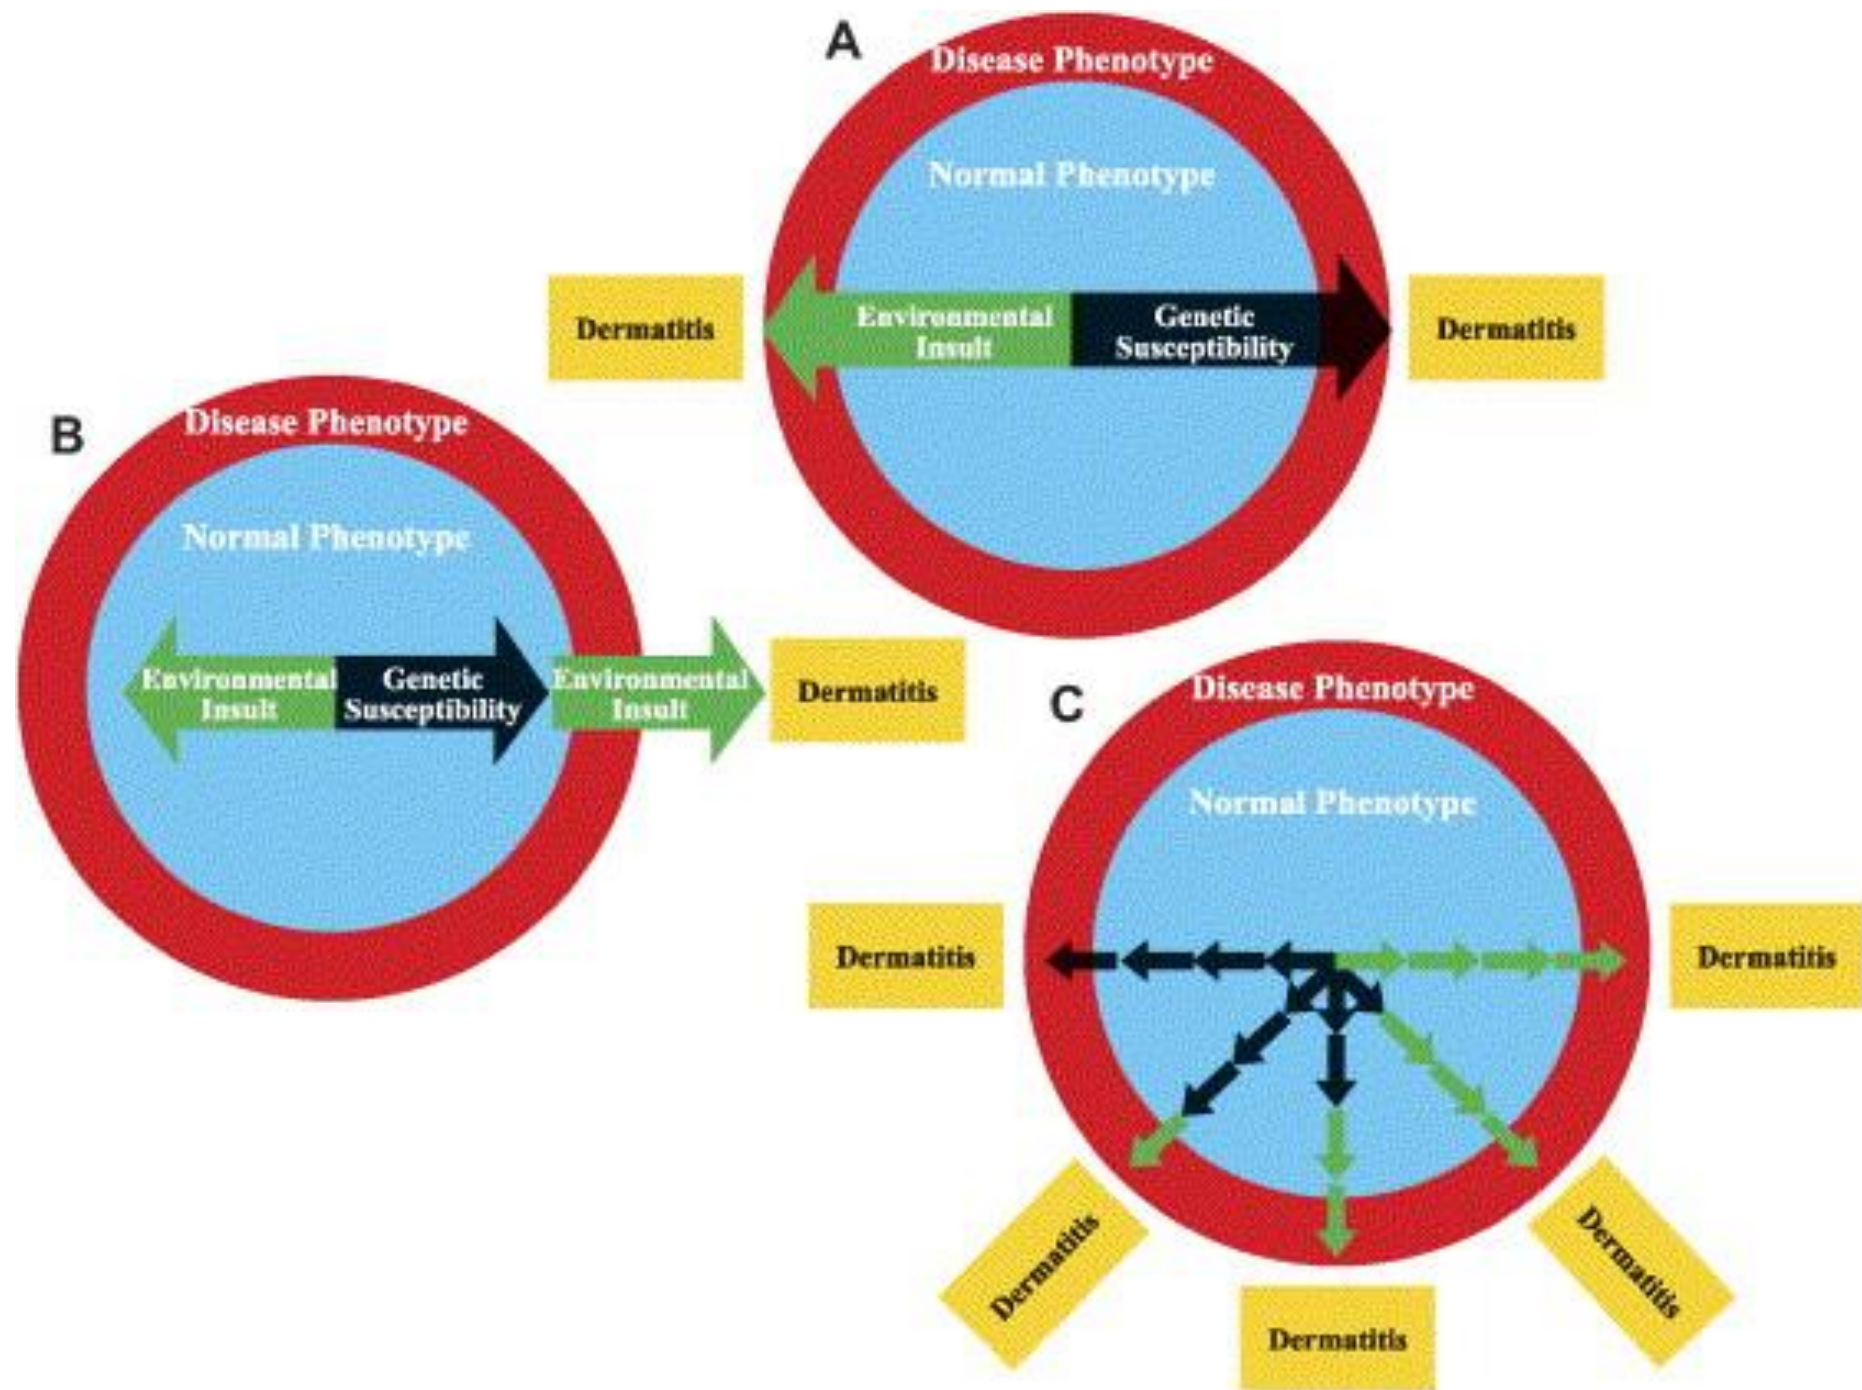 A
Disease Phenotype
Normal Phenotype
Dermatitis
Environmental
Insult
Genetic
Susceptibility
Dermatitis
B
Disease Phenotype
Normal Phenotype
Environmental
Insult
Genetic
Susceptibility
Environmental
Insult
Dermatitis
C
Disease Phenotype
Normal Phenotype
Dermatitis
Dermatitis
Dermatitis
Dermatitis
Dermatitis